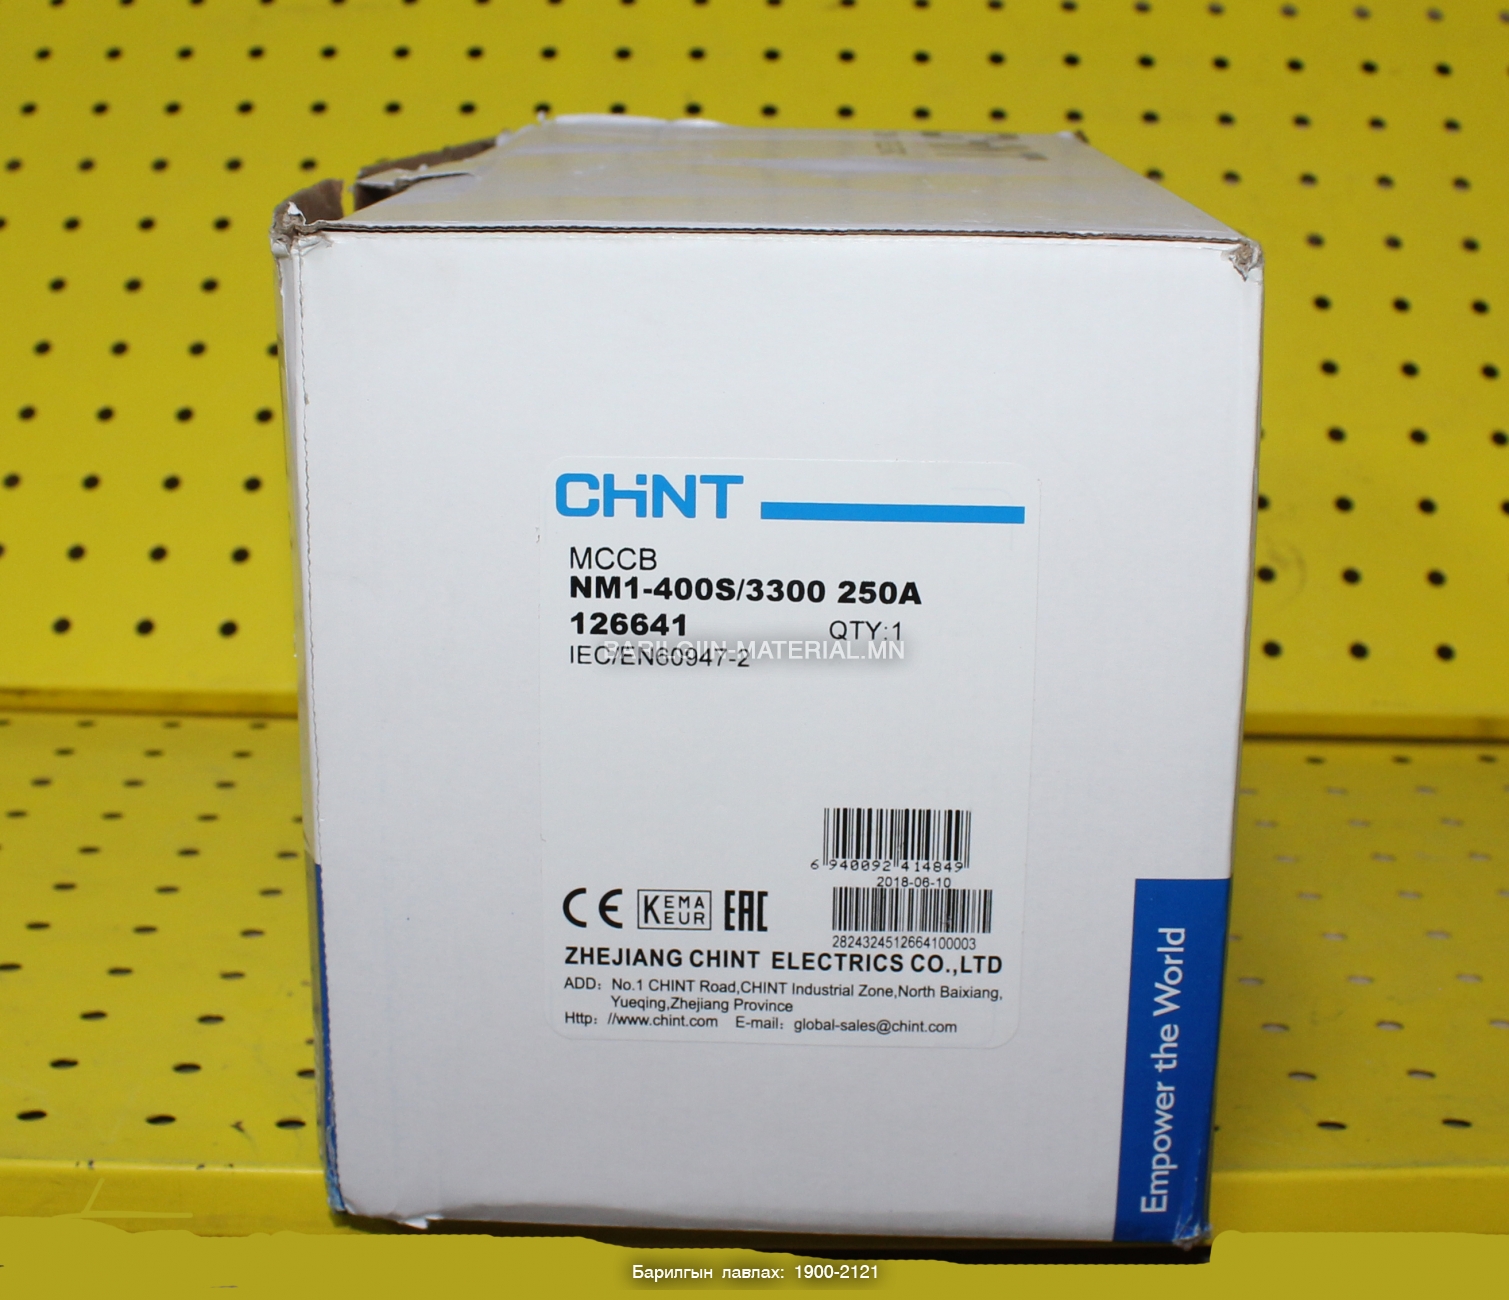 CHINT
MCCB
NM1-400S/3300 250A
126641 QTY:1
BARILGIIN-MATERIAL.MN
IEC/EN60947-2
6 940092 414849
2018-06-10
CE KEMA KEUR EAC
2824324512664100003
ZHEJIANG CHINT ELECTRICS CO.,LTD
ADD: No.1 CHINT Road,CHINT Industrial Zone,North Baixiang,
Yueqing,Zhejiang Province
Http: //www.chint.com E-mail: global-sales@chint.com
Empower the World
Барилгын лавлах: 1900-2121